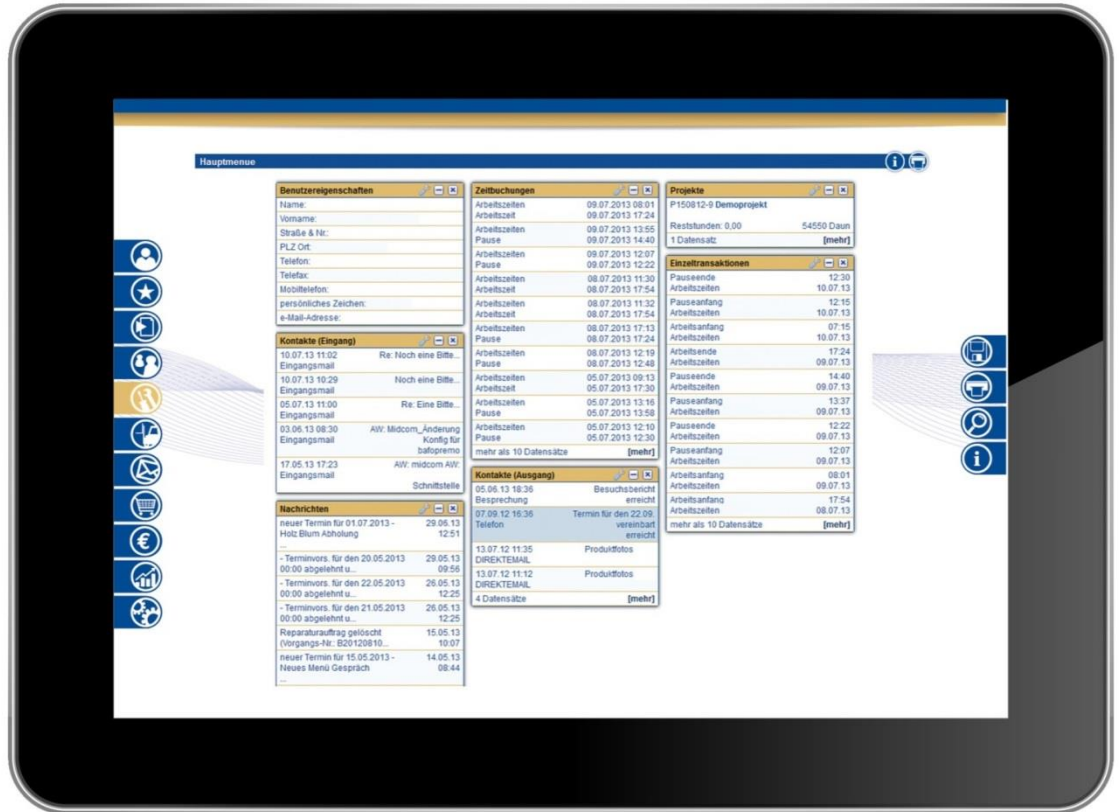 Hauptmenue
Benutzereigenschaften
Name:
Vorname:
Straße & Nr.:
PLZ Ort:
Telefon:
Telefax:
Mobiltelefon:
persönliches Zeichen:
e-Mail-Adresse:
Kontakte (Eingang)
10.07.13 11:02 Re: Noch eine Bitte...
Eingangsmail
10.07.13 10:29 Noch eine Bitte...
Eingangsmail
05.07.13 11:00 Re: Eine Bitte...
Eingangsmail
03.06.13 08:30 AW: Midcom_Änderung
Eingangsmail Konfig für
bafopremo
17.05.13 17:23 AW: midcom AW:
Eingangsmail
Schnittstelle
Nachrichten
neuer Termin für 01.07.2013 - 29.06.13
Holz Blum Abholung 12:51
...
- Terminvors. für den 20.05.2013 29.05.13
00:00 abgelehnt u... 09:56
- Terminvors. für den 22.05.2013 26.05.13
00:00 abgelehnt u... 12:25
- Terminvors. für den 21.05.2013 26.05.13
00:00 abgelehnt u... 12:25
Reparaturauftrag gelöscht 15.05.13
(Vorgangs-Nr.: B20120810... 10:07
neuer Termin für 15.05.2013 - 14.05.13
Neues Menü Gespräch 08:44
...
Zeitbuchungen
Arbeitszeiten 09.07.2013 08:01
Arbeitszeit 09.07.2013 17:24
Arbeitszeiten 09.07.2013 13:55
Pause 09.07.2013 14:40
Arbeitszeiten 09.07.2013 12:07
Pause 09.07.2013 12:22
Arbeitszeiten 08.07.2013 11:30
Arbeitszeit 08.07.2013 17:54
Arbeitszeiten 08.07.2013 11:32
Arbeitszeit 08.07.2013 17:54
Arbeitszeiten 08.07.2013 17:13
Pause 08.07.2013 17:24
Arbeitszeiten 08.07.2013 12:19
Pause 08.07.2013 12:48
Arbeitszeiten 05.07.2013 09:13
Arbeitszeit 05.07.2013 17:30
Arbeitszeiten 05.07.2013 13:16
Pause 05.07.2013 13:58
Arbeitszeiten 05.07.2013 12:10
Pause 05.07.2013 12:30
mehr als 10 Datensätze [mehr]
Kontakte (Ausgang)
05.06.13 18:36 Besuchsbericht
Besprechung erreicht
07.09.12 16:36 Termin für den 22.09.
Telefon vereinbart
erreicht
13.07.12 11:35 Produktfotos
DIREKTEMAIL
13.07.12 11:12 Produktfotos
DIREKTEMAIL
4 Datensätze [mehr]
Projekte
P150812-9 Demoprojekt
Reststunden: 0,00 54550 Daun
1 Datensatz [mehr]
Einzeltransaktionen
Pauseende 12:30
Arbeitszeiten 10.07.13
Pauseanfang 12:15
Arbeitszeiten 10.07.13
Arbeitsanfang 07:15
Arbeitszeiten 10.07.13
Arbeitsende 17:24
Arbeitszeiten 09.07.13
Pauseende 14:40
Arbeitszeiten 09.07.13
Pauseanfang 13:37
Arbeitszeiten 09.07.13
Pauseende 12:22
Arbeitszeiten 09.07.13
Pauseanfang 12:07
Arbeitszeiten 09.07.13
Arbeitsanfang 08:01
Arbeitszeiten 09.07.13
Arbeitsanfang 17:54
Arbeitszeiten 08.07.13
mehr als 10 Datensätze [mehr]